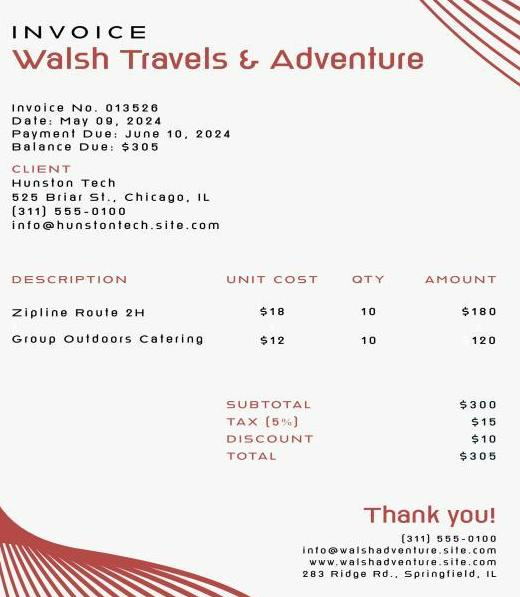 INVOICE
Walsh Travels & Adventure
Invoice No. 013526
Date: May 09, 2024
Payment Due: June 10, 2024
Balance Due: $305
CLIENT
Hunston Tech
525 Briar St., Chicago, IL
(311) 555-0100
info@hunstontech.site.com
DESCRIPTION UNIT COST QTY AMOUNT
Zipline Route 2H $18 10 $180
Group Outdoors Catering $12 10 120
SUBTOTAL $300
TAX (5%) $15
DISCOUNT $10
TOTAL $305
Thank you!
(311) 555-0100
info@walshadventure.site.com
www.walshadventure.site.com
283 Ridge Rd., Springfield, IL